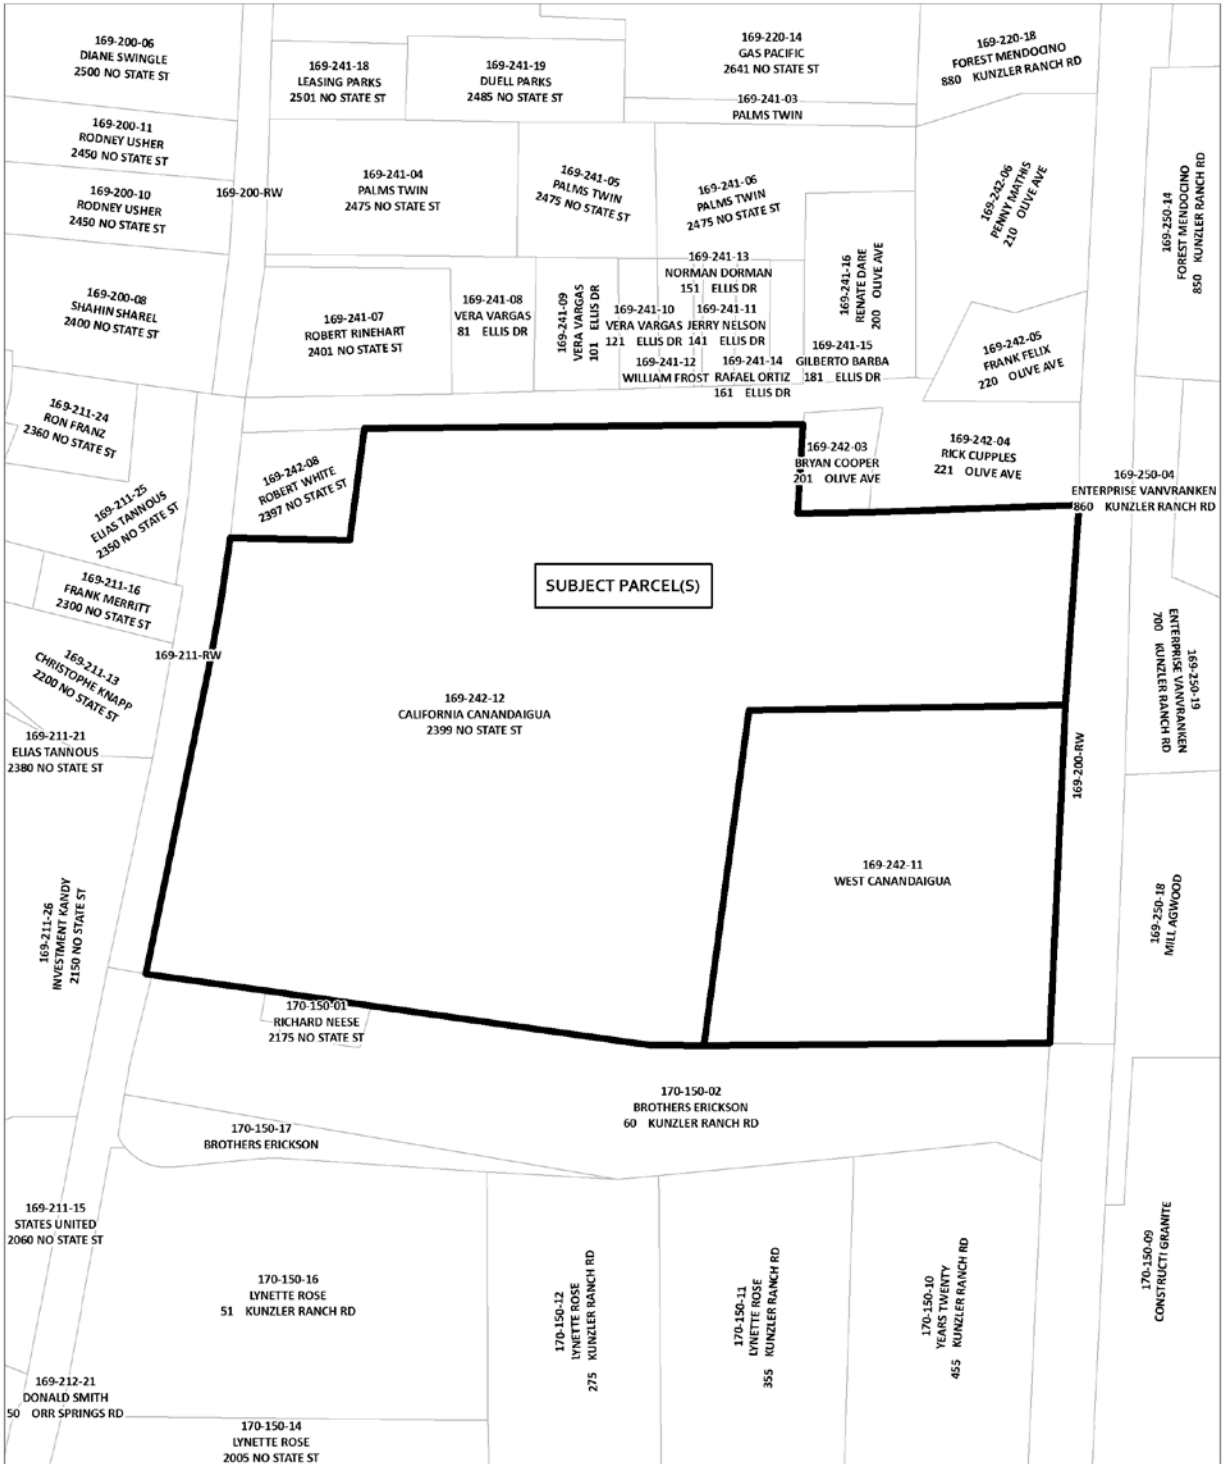 169-200-06
DIANE SWINGLE
2500 NO STATE ST
169-241-18
LEASING PARKS
2501 NO STATE ST
169-241-19
DUELL PARKS
2485 NO STATE ST
169-220-14
GAS PACIFIC
2641 NO STATE ST
169-220-18
FOREST MENDOCINO
880 KUNZLER RANCH RD
169-241-03
PALMS TWIN
169-200-11
RODNEY USHER
2450 NO STATE ST
169-200-10
RODNEY USHER
2450 NO STATE ST
169-200-RW
169-241-04
PALMS TWIN
2475 NO STATE ST
169-241-05
PALMS TWIN
2475 NO STATE ST
169-241-06
PALMS TWIN
2475 NO STATE ST
169-242-06
PENNY MATHIS
210 OLIVE AVE
169-250-14
FOREST MENDOCINO
850 KUNZLER RANCH RD
169-200-08
SHAHIN SHAREL
2400 NO STATE ST
169-241-07
ROBERT RINEHART
2401 NO STATE ST
169-241-08
VERA VARGAS
81 ELLIS DR
169-241-09
VERA VARGAS
101 ELLIS DR
169-241-13
NORMAN DORMAN
151 ELLIS DR
169-241-10
VERA VARGAS
121 ELLIS DR
169-241-11
JERRY NELSON
141 ELLIS DR
169-241-16
RENATE DARE
200 OLIVE AVE
169-241-12
WILLIAM FROST
169-241-14
RAFAEL ORTIZ
161 ELLIS DR
169-241-15
GILBERTO BARBA
181 ELLIS DR
169-242-05
FRANK FELIX
220 OLIVE AVE
169-211-24
RON FRANZ
2360 NO STATE ST
169-242-08
ROBERT WHITE
2397 NO STATE ST
169-242-03
BRYAN COOPER
201 OLIVE AVE
169-242-04
RICK CUPPLES
221 OLIVE AVE
169-250-04
ENTERPRISE VANVRANKEN
860 KUNZLER RANCH RD
169-211-25
ELIAS TANNOUS
2350 NO STATE ST
SUBJECT PARCEL(S)
169-211-16
FRANK MERRITT
2300 NO STATE ST
169-211-RW
169-211-13
CHRISTOPHE KNAPP
2200 NO STATE ST
169-250-19
ENTERPRISE VANVRANKEN
700 KUNZLER RANCH RD
169-242-12
CALIFORNIA CANANDAIGUA
2399 NO STATE ST
169-211-21
ELIAS TANNOUS
2380 NO STATE ST
169-200-RW
169-242-11
WEST CANANDAIGUA
169-211-26
INVESTMENT KANDY
2150 NO STATE ST
169-250-18
MILL AGWOOD
170-150-01
RICHARD NEESE
2175 NO STATE ST
170-150-02
BROTHERS ERICKSON
60 KUNZLER RANCH RD
170-150-17
BROTHERS ERICKSON
169-211-15
STATES UNITED
2060 NO STATE ST
170-150-16
LYNETTE ROSE
51 KUNZLER RANCH RD
170-150-12
LYNETTE ROSE
275 KUNZLER RANCH RD
170-150-11
LYNETTE ROSE
355 KUNZLER RANCH RD
170-150-10
YEARS TWENTY
455 KUNZLER RANCH RD
170-150-09
CONSTRUCTI GRANITE
169-212-21
DONALD SMITH
50 ORR SPRINGS RD
170-150-14
LYNETTE ROSE
2005 NO STATE ST